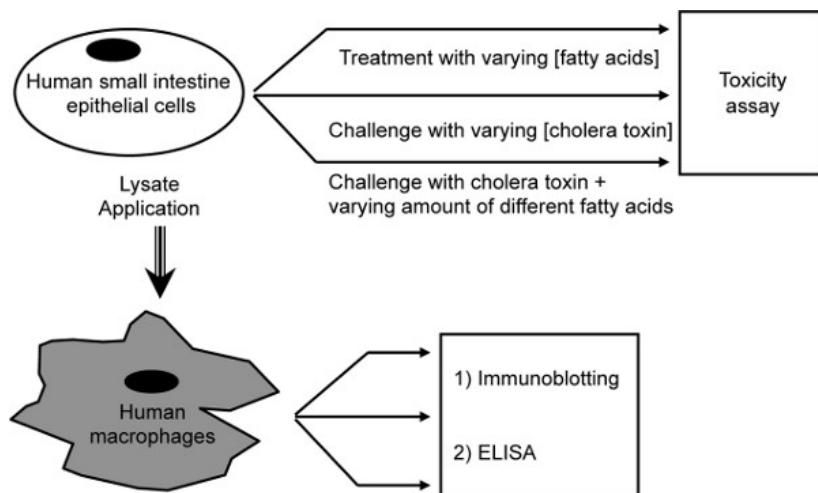 Human small intestine
epithelial cells
Treatment with varying [fatty acids]
Challenge with varying [cholera toxin]
Challenge with cholera toxin +
varying amount of different fatty acids
Toxicity
assay
Lysate
Application
Human
macrophages
1) Immunoblotting
2) ELISA